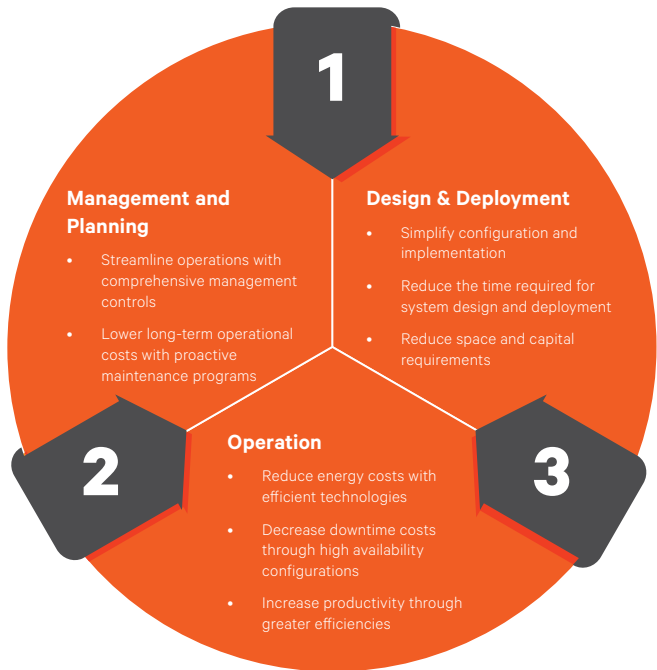 1
Management and
Planning
• Streamline operations with
comprehensive management
controls
• Lower long-term operational
costs with proactive
maintenance programs
Design & Deployment
• Simplify configuration and
implementation
• Reduce the time required for
system design and deployment
• Reduce space and capital
requirements
2
Operation
• Reduce energy costs with
efficient technologies
• Decrease downtime costs
through high availability
configurations
• Increase productivity through
greater efficiencies
3